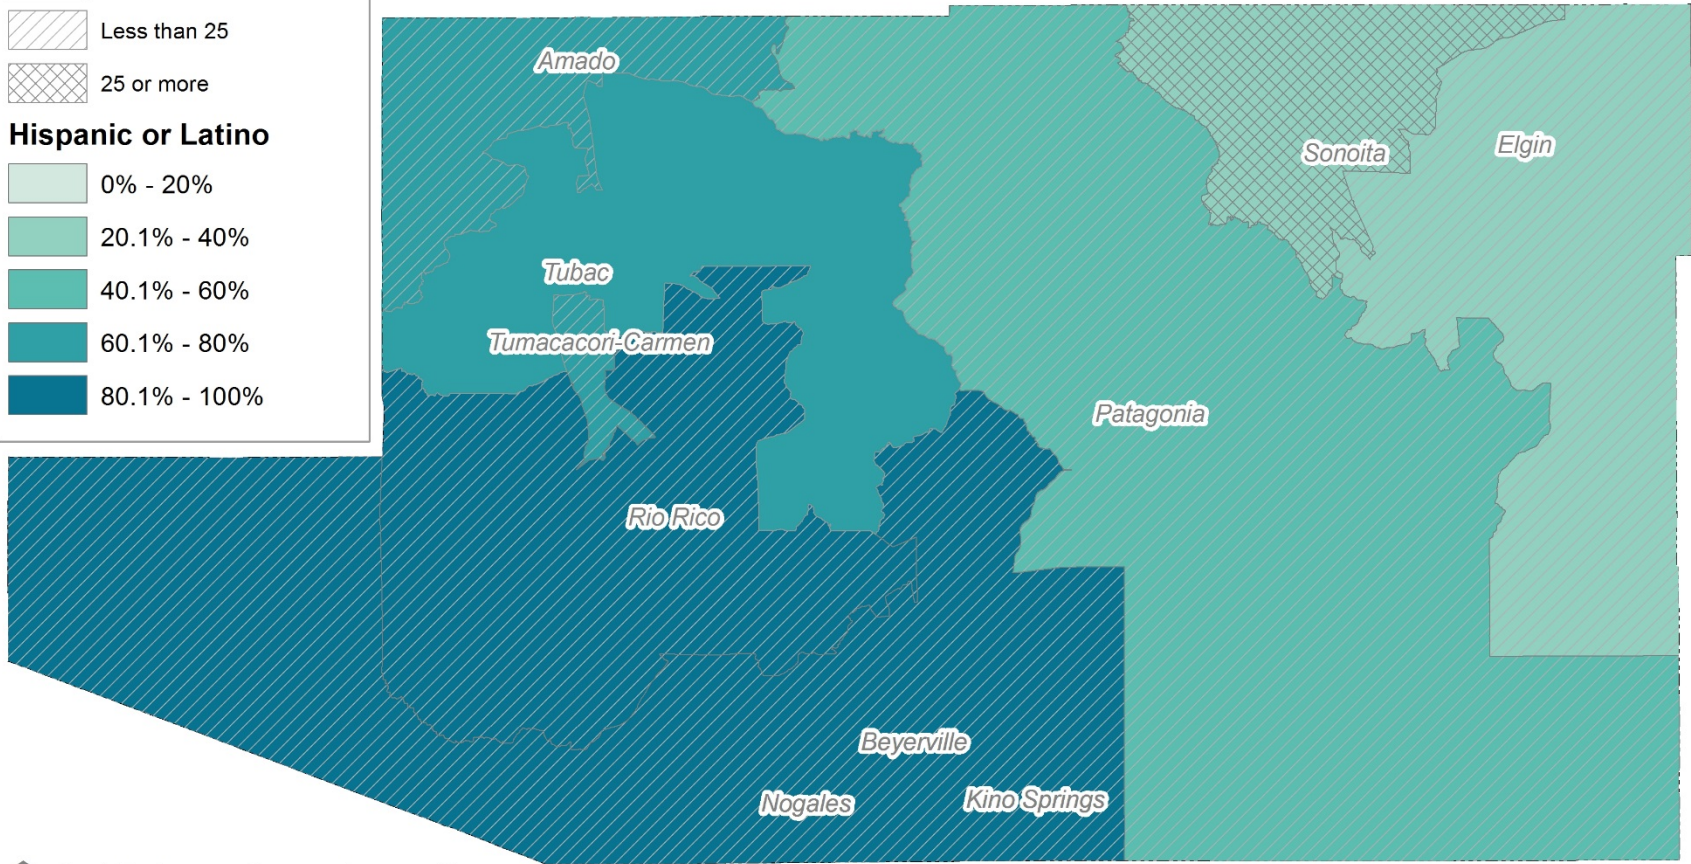 Less than 25
25 or more
Hispanic or Latino
0% - 20%
20.1% - 40%
40.1% - 60%
60.1% - 80%
80.1% - 100%
Amado
Sonoita
Elgin
Tubac
Tumacacori-Carmen
Patagonia
Rio Rico
Beyerville
Nogales
Kino Springs